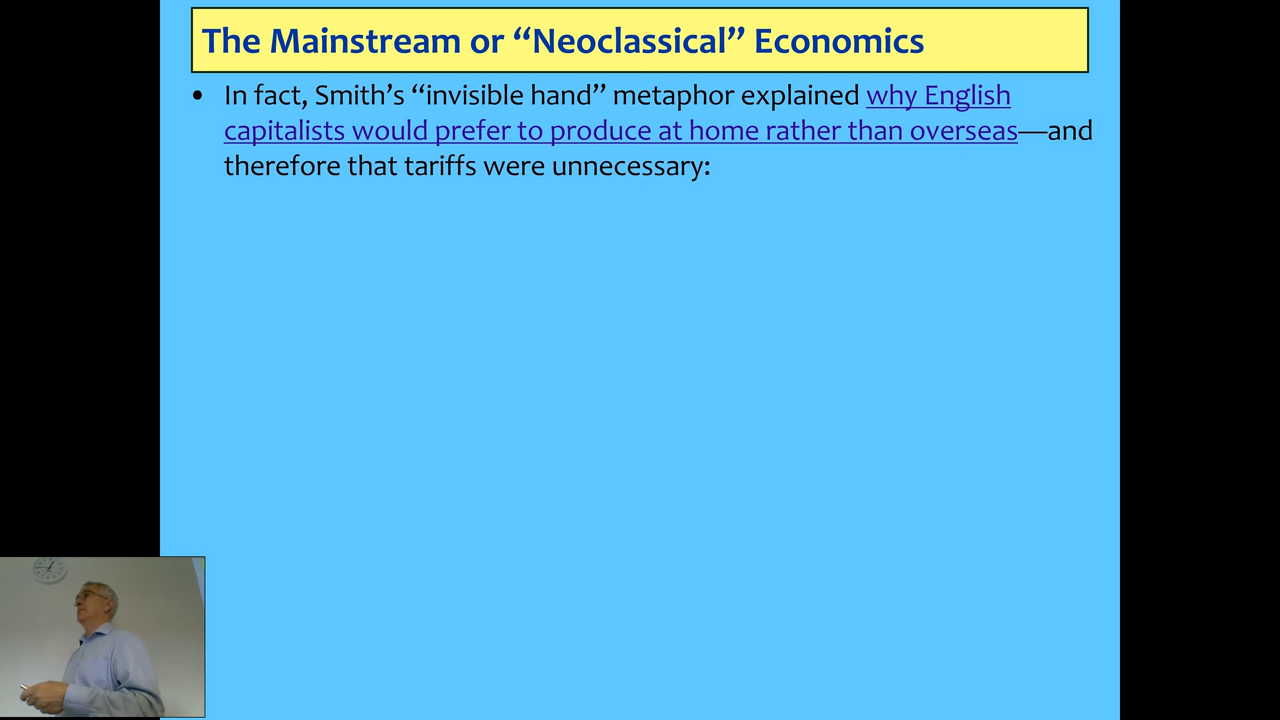 The Mainstream or “Neoclassical” Economics
• In fact, Smith’s “invisible hand” metaphor explained why English
capitalists would prefer to produce at home rather than overseas—and
therefore that tariffs were unnecessary: